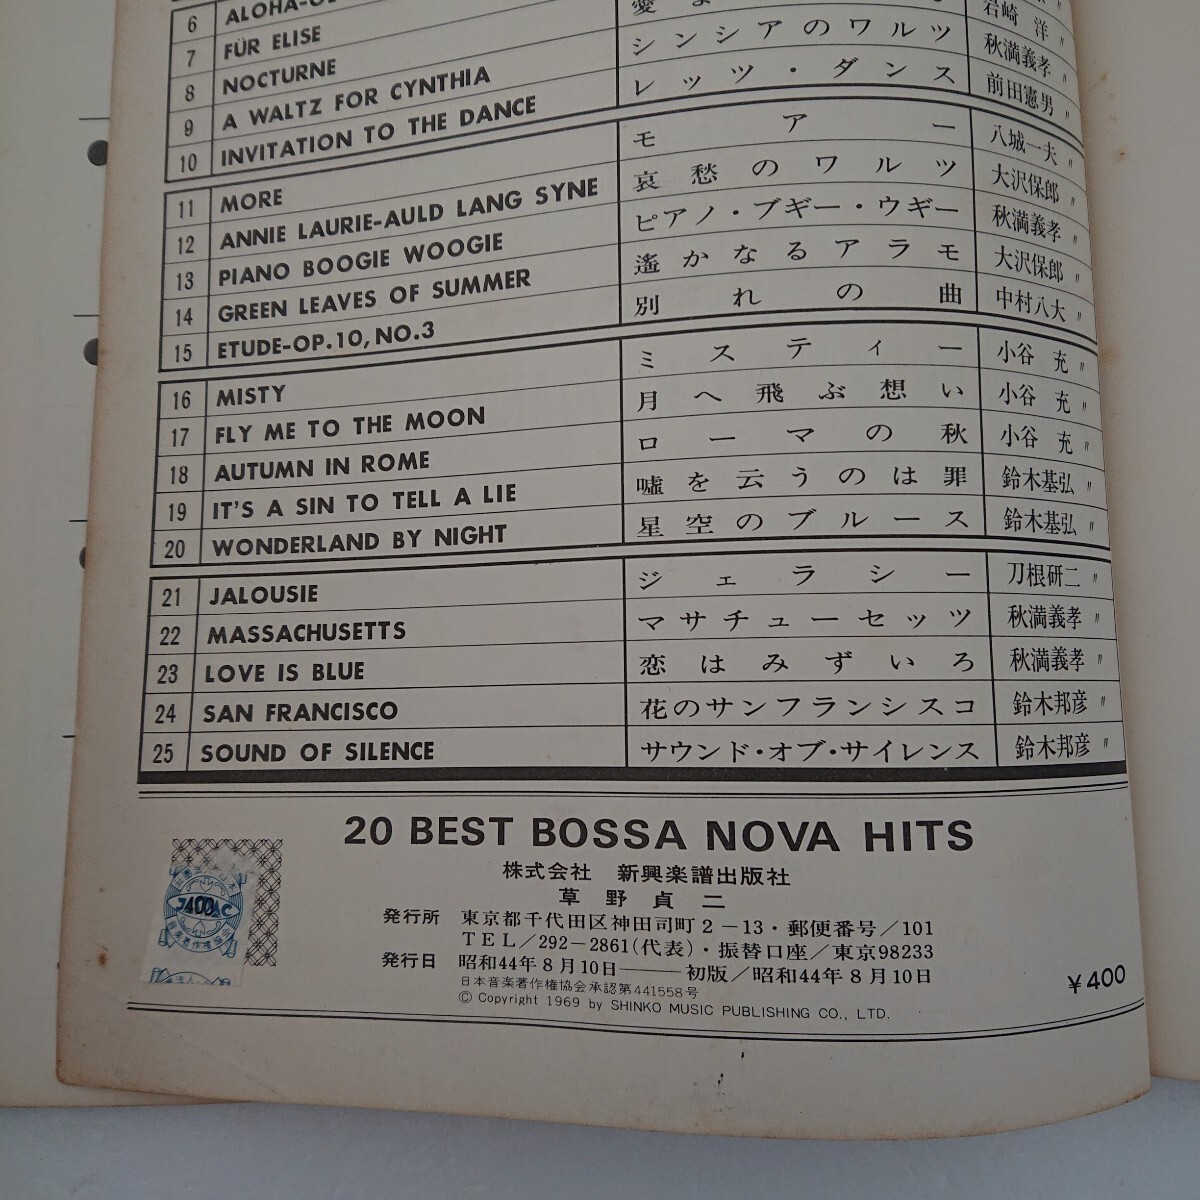 6 ALOHA-
7 FÜR ELISE
8 NOCTURNE 岩崎 洋 〃
9 A WALTZ FOR CYNTHIA シンシアのワルツ 秋満義孝 〃
10 INVITATION TO THE DANCE レッツ・ダンス 前田憲男 〃
11 MORE モアー 八城一夫 〃
12 ANNIE LAURIE-AULD LANG SYNE 哀愁のワルツ 大沢保郎 〃
13 PIANO BOOGIE WOOGIE ピアノ・ブギー・ウギー 秋満義孝 〃
14 GREEN LEAVES OF SUMMER 遙かなるアラモ 大沢保郎 〃
15 ETUDE-OP.10, NO.3 別れの曲 中村八大 〃
16 MISTY ミスティー 小谷 充 〃
17 FLY ME TO THE MOON 月へ飛ぶ想い 小谷 充 〃
18 AUTUMN IN ROME ローマの秋 小谷 充 〃
19 IT'S A SIN TO TELL A LIE 嘘を云うのは罪 鈴木基弘 〃
20 WONDERLAND BY NIGHT 星空のブルース 鈴木基弘 〃
21 JALOUSIE ジェラシー 刀根研二 〃
22 MASSACHUSETTS マサチューセッツ 秋満義孝 〃
23 LOVE IS BLUE 恋はみずいろ 秋満義孝 〃
24 SAN FRANCISCO 花のサンフランシスコ 鈴木邦彦 〃
25 SOUND OF SILENCE サウンド・オブ・サイレンス 鈴木邦彦 〃
20 BEST BOSSA NOVA HITS
株式会社 新興楽譜出版社
草野貞二
発行所 東京都千代田区神田司町2-13・郵便番号/101
TEL/292-2861(代表)・振替口座/東京98233
発行日 昭和44年8月10日――初版/昭和44年8月10日
日本音楽著作権協会承認第441558号
© Copyright 1969 by SHINKO MUSIC PUBLISHING CO., LTD.
¥400